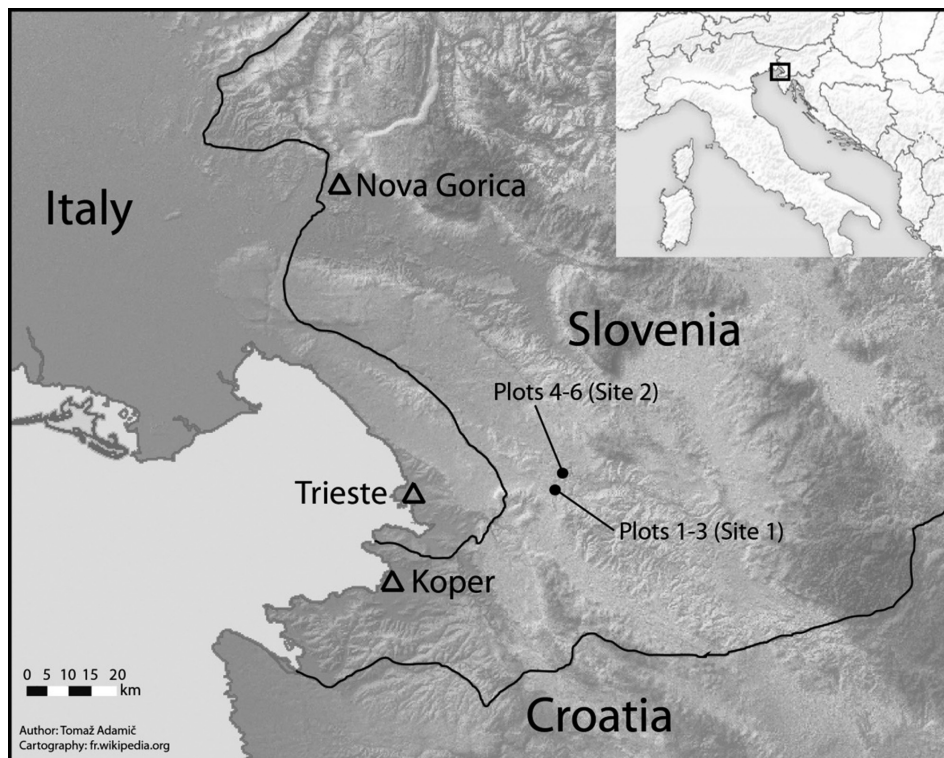 Italy
Nova Gorica
Slovenia
Plots 4-6 (Site 2)
Trieste
Plots 1-3 (Site 1)
Koper
0 5 10 15 20
km
Croatia
Author: Tomaž Adamič
Cartography: fr.wikipedia.org